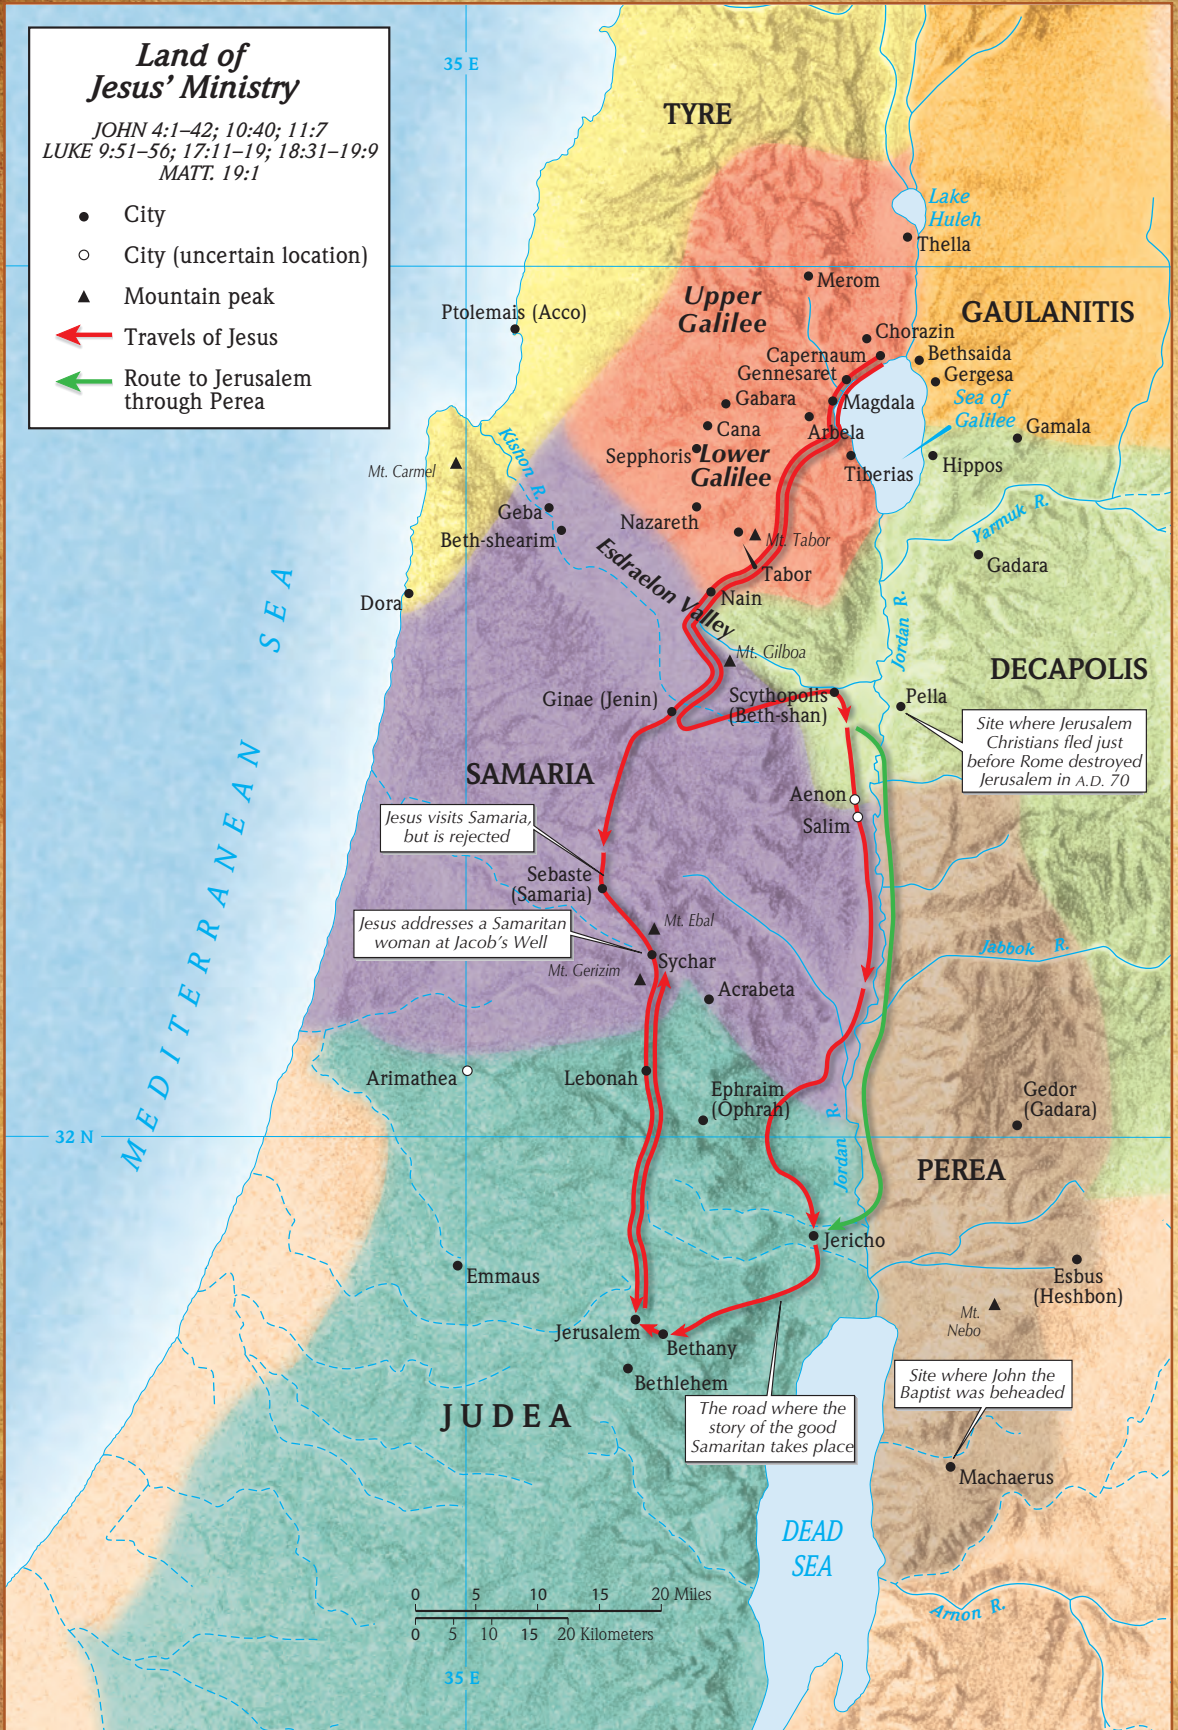 Land of
Jesus’ Ministry
JOHN 4:1–42; 10:40; 11:7
LUKE 9:51–56; 17:11–19; 18:31–19:9
MATT. 19:1
City
City (uncertain location)
Mountain peak
Travels of Jesus
Route to Jerusalem
through Perea
35 E
TYRE
Lake
Huleh
Thella
Merom
Upper
Galilee
GAULANITIS
Ptolemais (Acco)
Chorazin
Capernaum
Bethsaida
Gennesaret
Gergesa
Gabara
Magdala
Sea of
Galilee
Cana
Arbela
Gamala
Kishon R.
Sepphoris
Lower
Galilee
Mt. Carmel
Tiberias
Hippos
Geba
Nazareth
Yarmuk R.
Beth-shearim
Mt. Tabor
Gadara
Esdraelon Valley
Tabor
Dora
Nain
Jordan R.
Mt. Gilboa
DECAPOLIS
Ginae (Jenin)
Scythopolis
(Beth-shan)
Pella
Site where Jerusalem
Christians fled just
before Rome destroyed
Jerusalem in A.D. 70
SAMARIA
Aenon
Salim
Jesus visits Samaria,
but is rejected
Sebaste
(Samaria)
Jesus addresses a Samaritan
woman at Jacob’s Well
Mt. Ebal
Sychar
Mt. Gerizim
Jabbok R.
Acrabeta
MEDITERRANEAN SEA
Arimathea
Lebonah
Ephraim
(Ophrah)
Gedor
(Gadara)
32 N
Jordan R.
PEREA
Jericho
Emmaus
Esbus
(Heshbon)
Mt.
Nebo
Jerusalem
Bethany
Bethlehem
Site where John the
Baptist was beheaded
JUDEA
The road where the
story of the good
Samaritan takes place
Machaerus
DEAD
SEA
0 5 10 15 20 Miles
0 5 10 15 20 Kilometers
Arnon R.
35 E